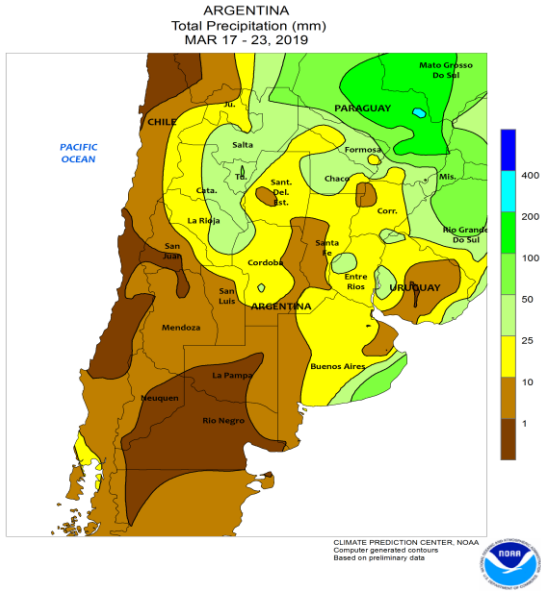 ARGENTINA
Total Precipitation (mm)
MAR 17 - 23, 2019
Mato Grosso
Do Sul
Ju.
PARAGUAY
CHILE
PACIFIC
OCEAN
Salta
Formosa
Tu.
Chaco
Mis.
Cata.
Sant.
Del.
Est.
Corr.
La Rioja
Rio Grande
Do Sul
San
Juan
Santa
Fe
Cordoba
Entre
Rios
URUGUAY
San
Luis
ARGENTINA
Mendoza
Buenos Aires
La Pampa
Neuquen
Rio Negro
400
200
100
50
25
10
1
CLIMATE PREDICTION CENTER, NOAA
Computer generated contours
Based on preliminary data
NOAA